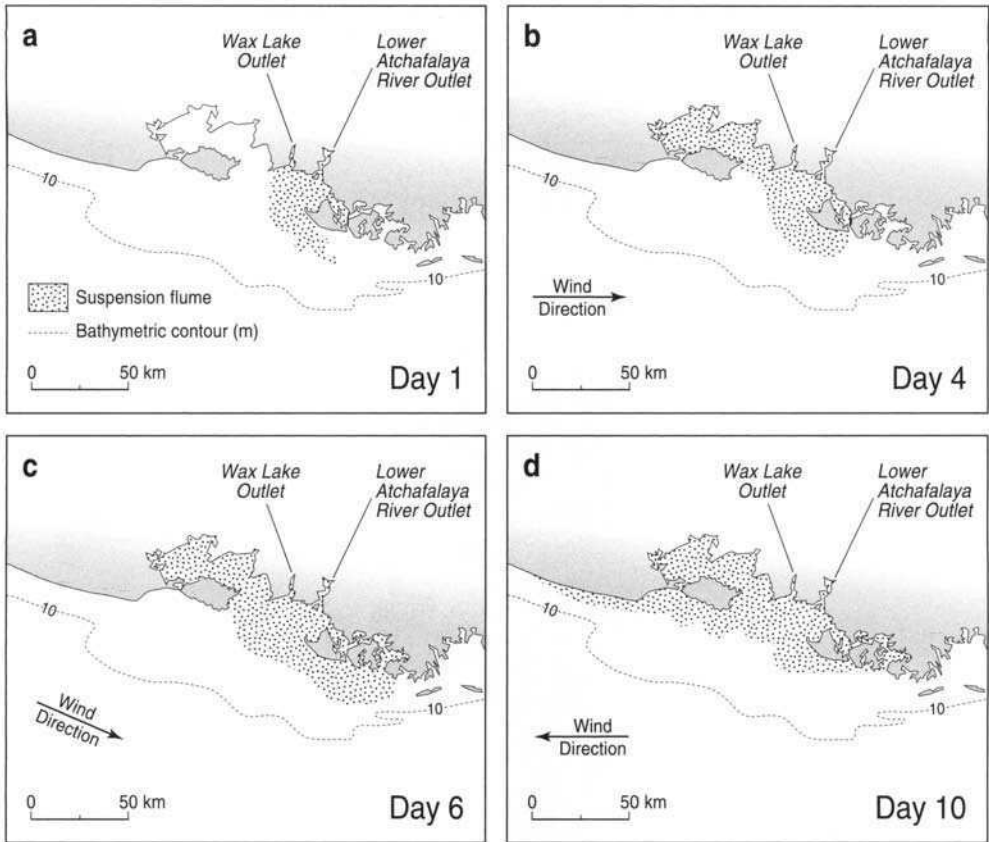 a
Wax Lake
Outlet
Lower
Atchafalaya
River Outlet
10
10
Suspension flume
Bathymetric contour (m)
0 50 km
Day 1
b
Wax Lake
Outlet
Lower
Atchafalaya
River Outlet
10
10
Wind
Direction
0 50 km
Day 4
c
Wax Lake
Outlet
Lower
Atchafalaya
River Outlet
10
10
Wind
Direction
0 50 km
Day 6
d
Wax Lake
Outlet
Lower
Atchafalaya
River Outlet
10
10
Wind
Direction
0 50 km
Day 10